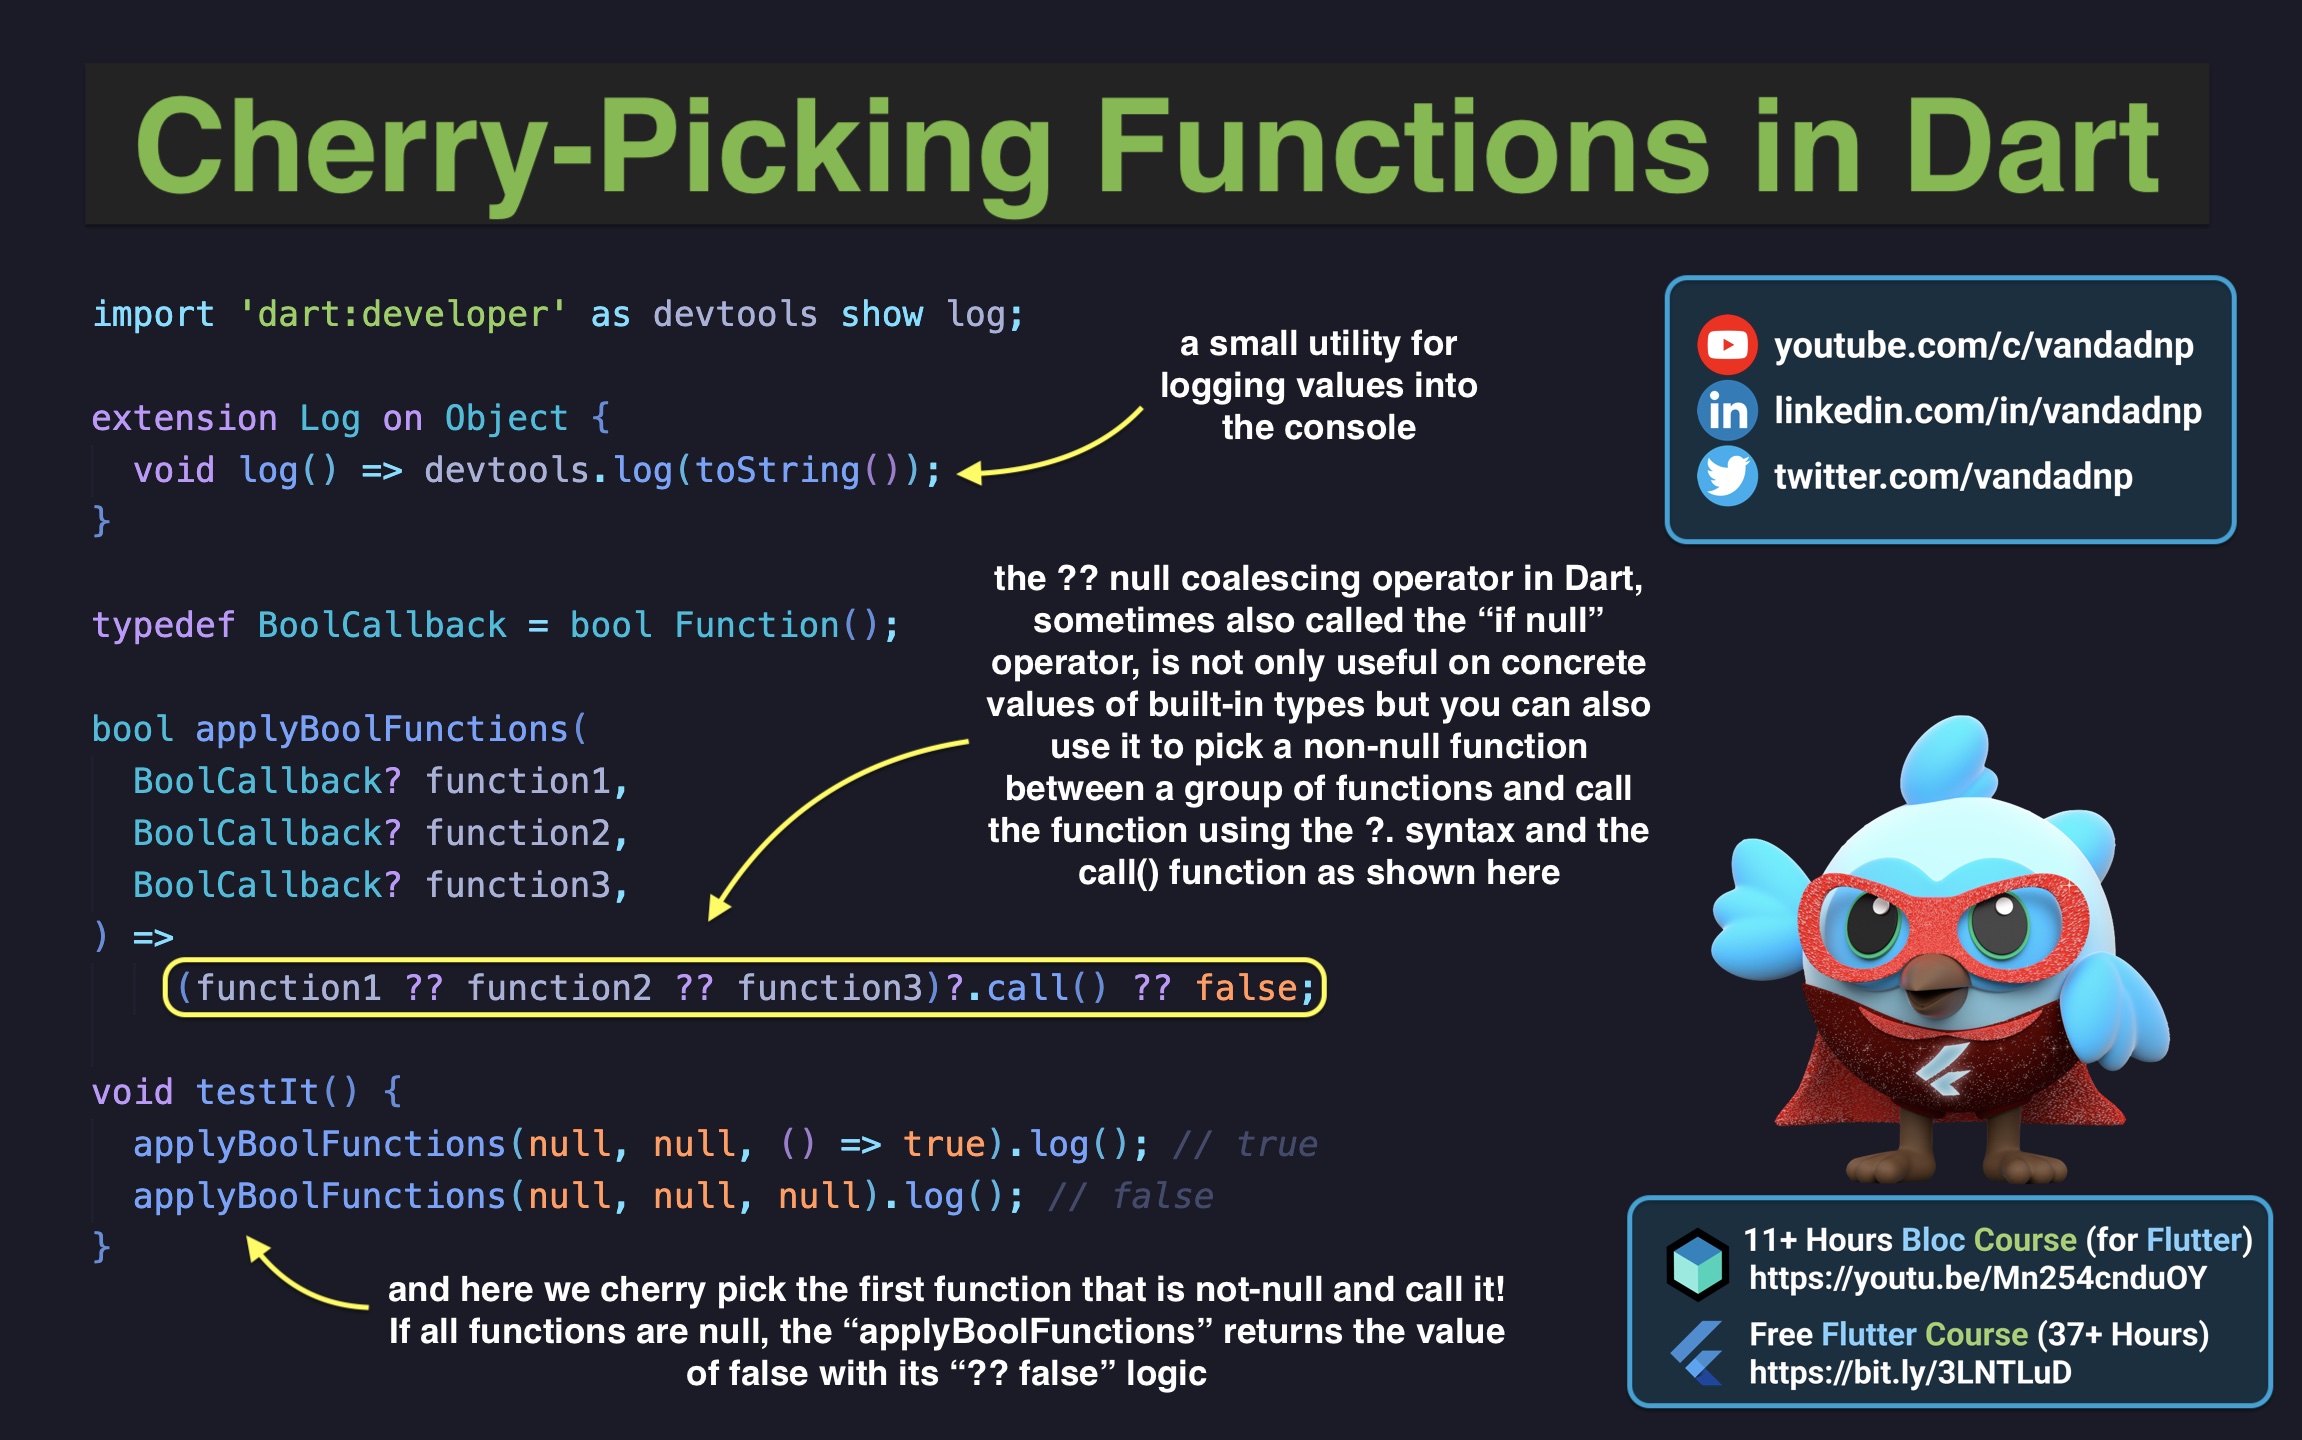 Cherry-Picking Functions in Dart
import 'dart:developer' as devtools show log;
extension Log on Object {
  void log() => devtools.log(toString());
}
a small utility for
logging values into
the console
youtube.com/c/vandadnp
in linkedin.com/in/vandadnp
twitter.com/vandadnp
typedef BoolCallback = bool Function();
bool applyBoolFunctions(
  BoolCallback? function1,
  BoolCallback? function2,
  BoolCallback? function3,
) =>
    (function1 ?? function2 ?? function3)?.call() ?? false;
the ?? null coalescing operator in Dart,
sometimes also called the “if null”
operator, is not only useful on concrete
values of built-in types but you can also
use it to pick a non-null function
between a group of functions and call
the function using the ?. syntax and the
call() function as shown here
void testIt() {
  applyBoolFunctions(null, null, () => true).log(); // true
  applyBoolFunctions(null, null, null).log(); // false
}
and here we cherry pick the first function that is not-null and call it!
If all functions are null, the “applyBoolFunctions” returns the value
of false with its “?? false” logic
11+ Hours Bloc Course (for Flutter)
https://youtu.be/Mn254cnduOY
Free Flutter Course (37+ Hours)
https://bit.ly/3LNTLuD